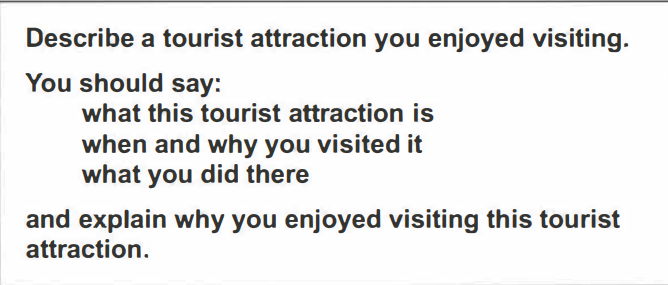 Describe a tourist attraction you enjoyed visiting.
You should say:
what this tourist attraction is
when and why you visited it
what you did there
and explain why you enjoyed visiting this tourist
attraction.